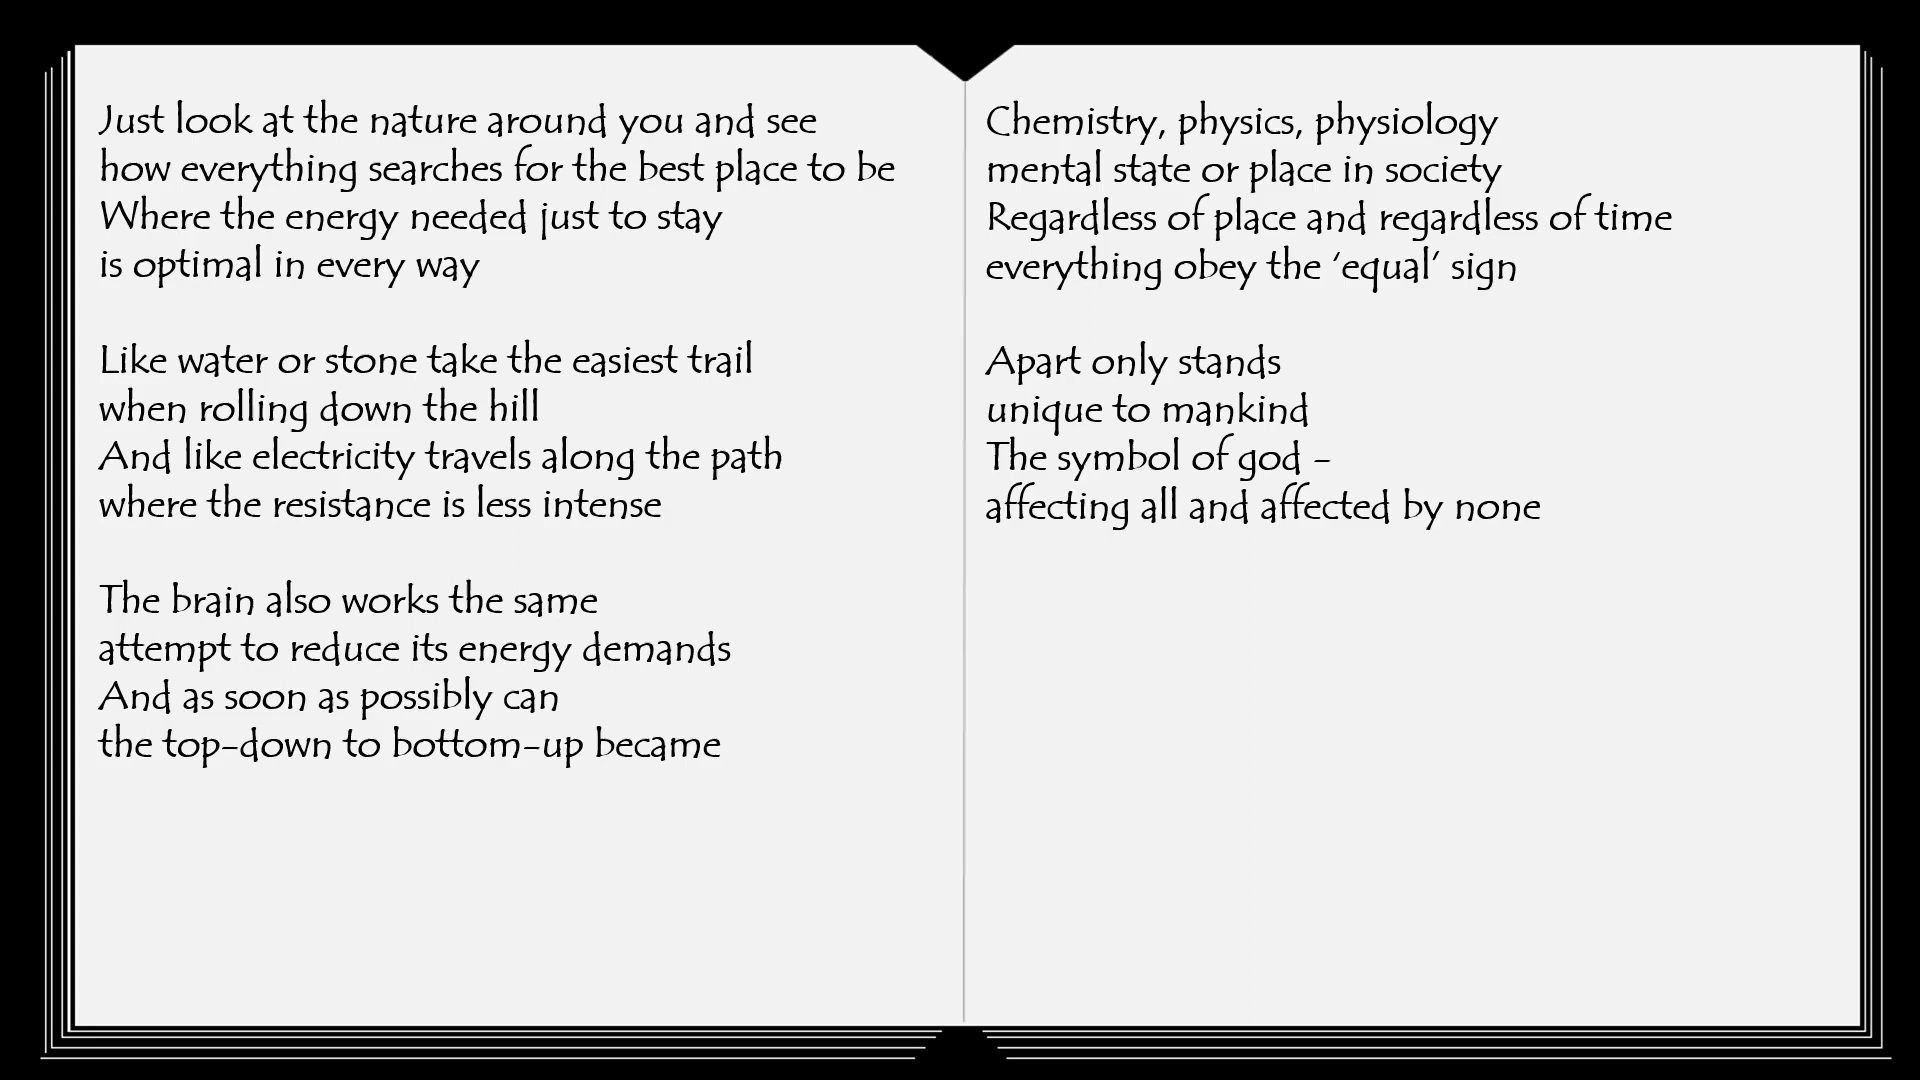 Just look at the nature around you and see
how everything searches for the best place to be
Where the energy needed just to stay
is optimal in every way
Like water or stone take the easiest trail
when rolling down the hill
And like electricity travels along the path
where the resistance is less intense
The brain also works the same
attempt to reduce its energy demands
And as soon as possibly can
the top-down to bottom-up became
Chemistry, physics, physiology
mental state or place in society
Regardless of place and regardless of time
everything obey the ‘equal’ sign
Apart only stands
unique to mankind
The symbol of god –
affecting all and affected by none